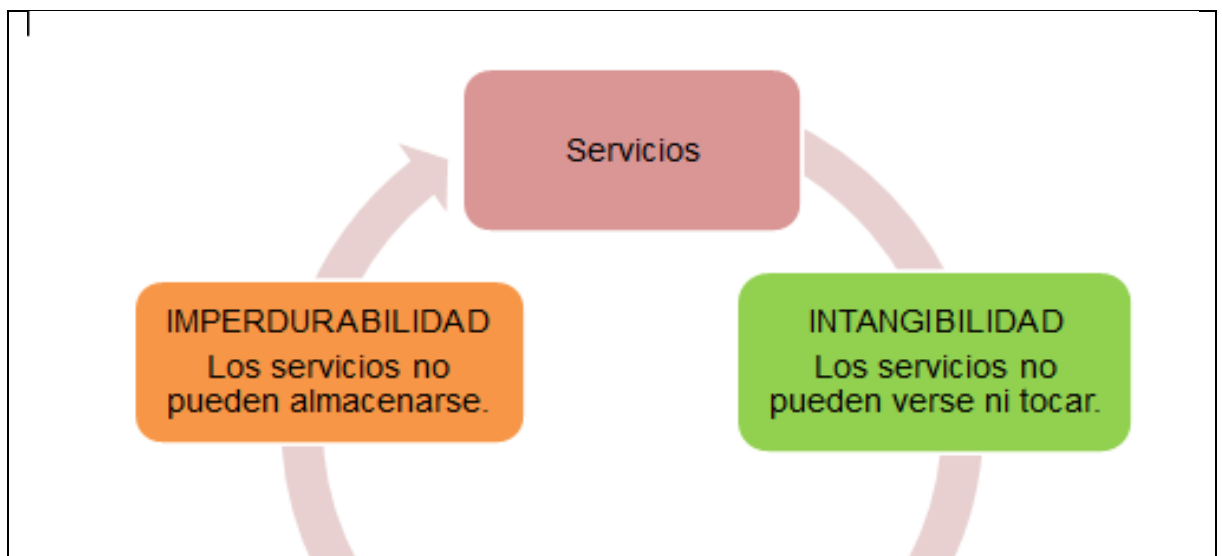 Servicios
IMPERDURABILIDAD
Los servicios no
pueden almacenarse.
INTANGIBILIDAD
Los servicios no
pueden verse ni tocar.